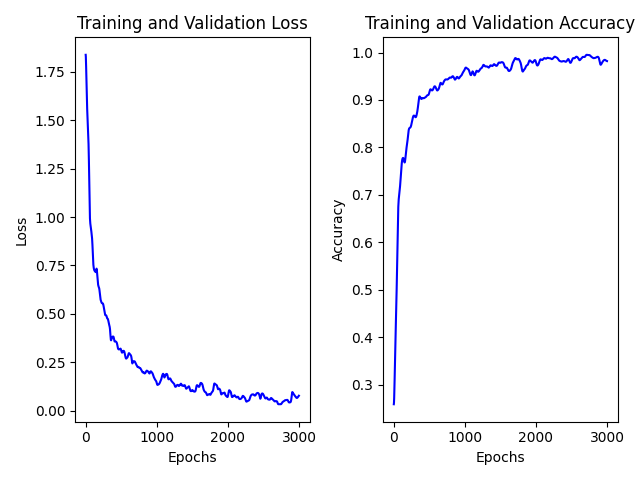 Training and Validation Loss
1.75
1.50
1.25
1.00
0.75
0.50
0.25
0.00
Loss
0 1000 2000 3000
Epochs
Training and Validation Accuracy
1.0
0.9
0.8
0.7
0.6
0.5
0.4
0.3
Accuracy
0 1000 2000 3000
Epochs